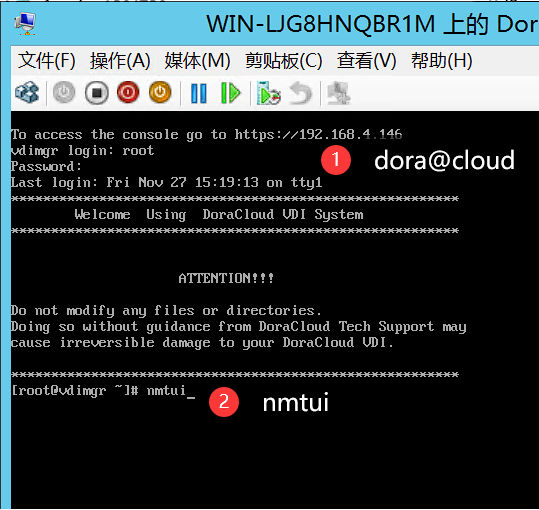 WIN-LJG8HNQBR1M 上的 Dor
文件(F) 操作(A) 媒体(M) 剪贴板(C) 查看(V) 帮助(H)
To access the console go to https://192.168.4.146
vdimgr login: root
1 dora@cloud
Password:
Last login: Fri Nov 27 15:19:13 on tty1
********************************************************
Welcome Using DoraCloud VDI System
********************************************************
ATTENTION!!!
Do not modify any files or directories.
Doing so without guidance from DoraCloud Tech Support may
cause irreversible damage to your DoraCloud VDI.
********************************************************
[root@vdimgr ~]# nmtui_
2 nmtui